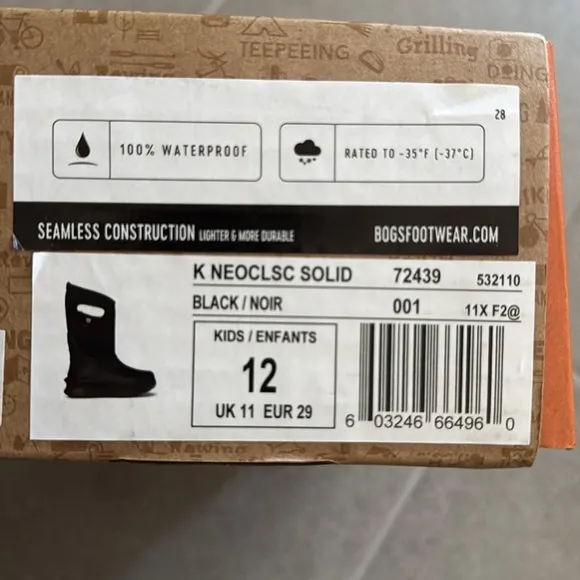 TEEPEEING
Grilling
DOING
28
100% WATERPROOF
RATED TO -35°F (-37°C)
SEAMLESS CONSTRUCTION LIGHTER & MORE DURABLE
BOGSFOOTWEAR.COM
K NEOCLSC SOLID 72439 532110
BLACK / NOIR 001 11X F2@
KIDS / ENFANTS
12
UK 11 EUR 29
6 03246 66496 0